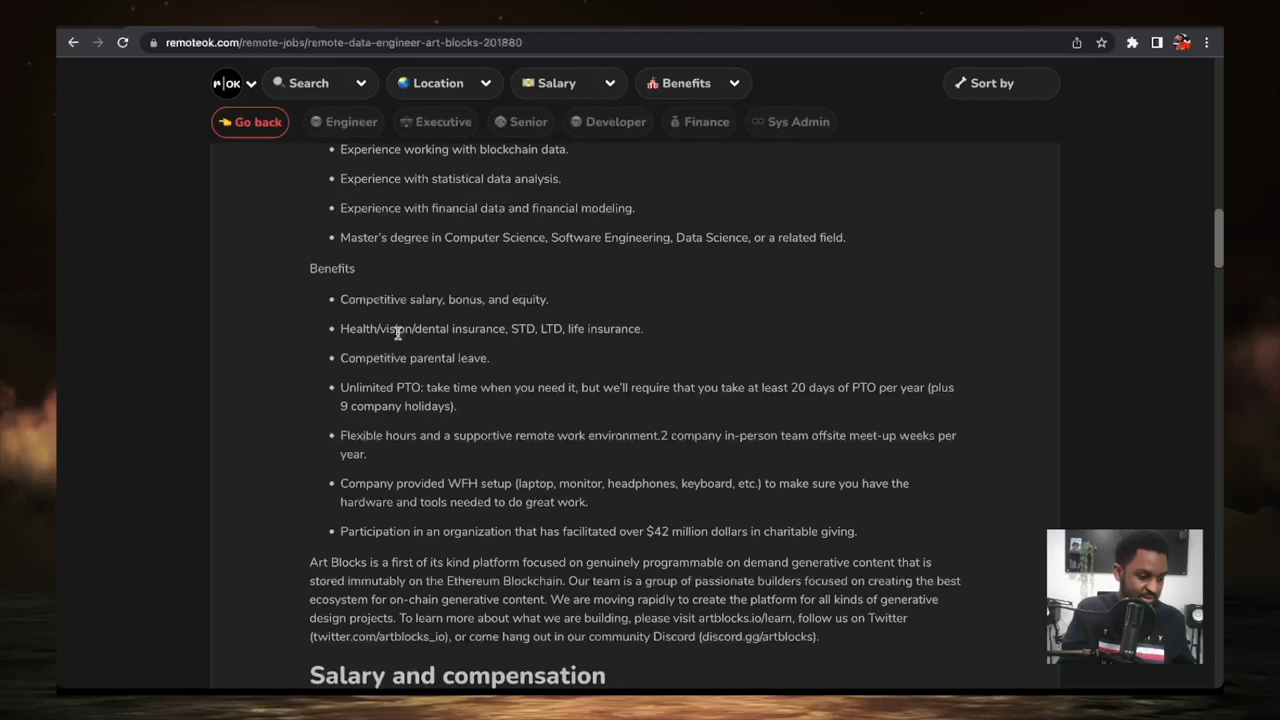 remoteok.com/remote-jobs/remote-data-engineer-art-blocks-201880
r|OK Search Location Salary Benefits Sort by
Go back Engineer Executive Senior Developer Finance Sys Admin
• Experience working with blockchain data.
• Experience with statistical data analysis.
• Experience with financial data and financial modeling.
• Master's degree in Computer Science, Software Engineering, Data Science, or a related field.
Benefits
• Competitive salary, bonus, and equity.
• Health/vision/dental insurance, STD, LTD, life insurance.
• Competitive parental leave.
• Unlimited PTO: take time when you need it, but we'll require that you take at least 20 days of PTO per year (plus
9 company holidays).
• Flexible hours and a supportive remote work environment.2 company in-person team offsite meet-up weeks per
year.
• Company provided WFH setup (laptop, monitor, headphones, keyboard, etc.) to make sure you have the
hardware and tools needed to do great work.
• Participation in an organization that has facilitated over $42 million dollars in charitable giving.
Art Blocks is a first of its kind platform focused on genuinely programmable on demand generative content that is
stored immutably on the Ethereum Blockchain. Our team is a group of passionate builders focused on creating the best
ecosystem for on-chain generative content. We are moving rapidly to create the platform for all kinds of generative
design projects. To learn more about what we are building, please visit artblocks.io/learn, follow us on Twitter
(twitter.com/artblocks_io), or come hang out in our community Discord (discord.gg/artblocks).
Salary and compensation